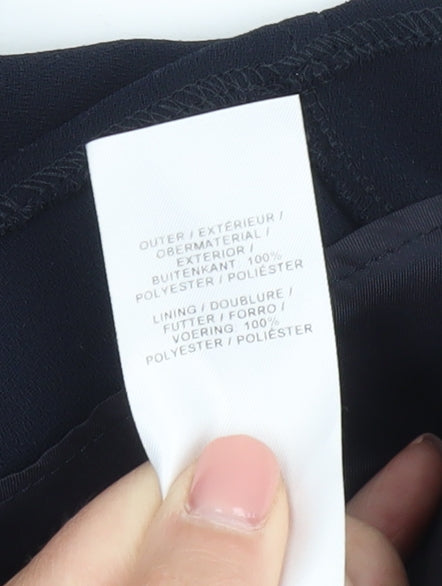 OUTER / EXTÉRIEUR /
OBERMATERIAL /
EXTERIOR /
BUITENKANT 100%
POLYESTER / POLIÉSTER
LINING / DOUBLURE /
FUTTER / FORRO /
VOERING 100%
POLYESTER / POLIÉSTER